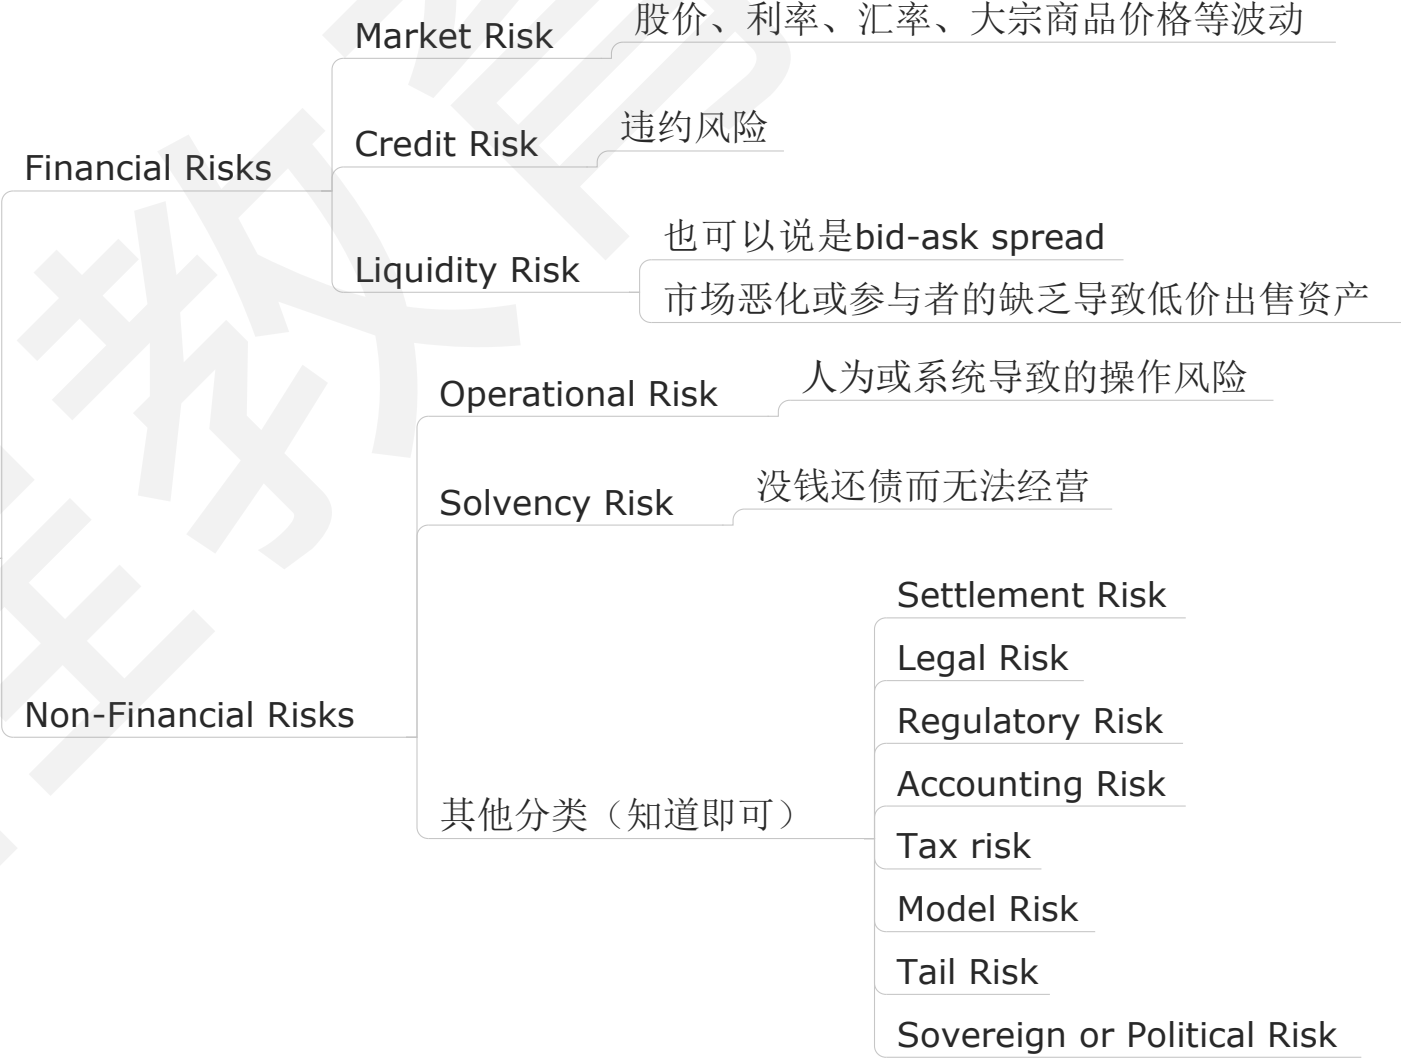 Market Risk
股价、利率、汇率、大宗商品价格等波动
Credit Risk
违约风险
Financial Risks
Liquidity Risk
也可以说是bid-ask spread
市场恶化或参与者的缺乏导致低价出售资产
Operational Risk
人为或系统导致的操作风险
Solvency Risk
没钱还债而无法经营
Non-Financial Risks
其他分类（知道即可）
Settlement Risk
Legal Risk
Regulatory Risk
Accounting Risk
Tax risk
Model Risk
Tail Risk
Sovereign or Political Risk
教育